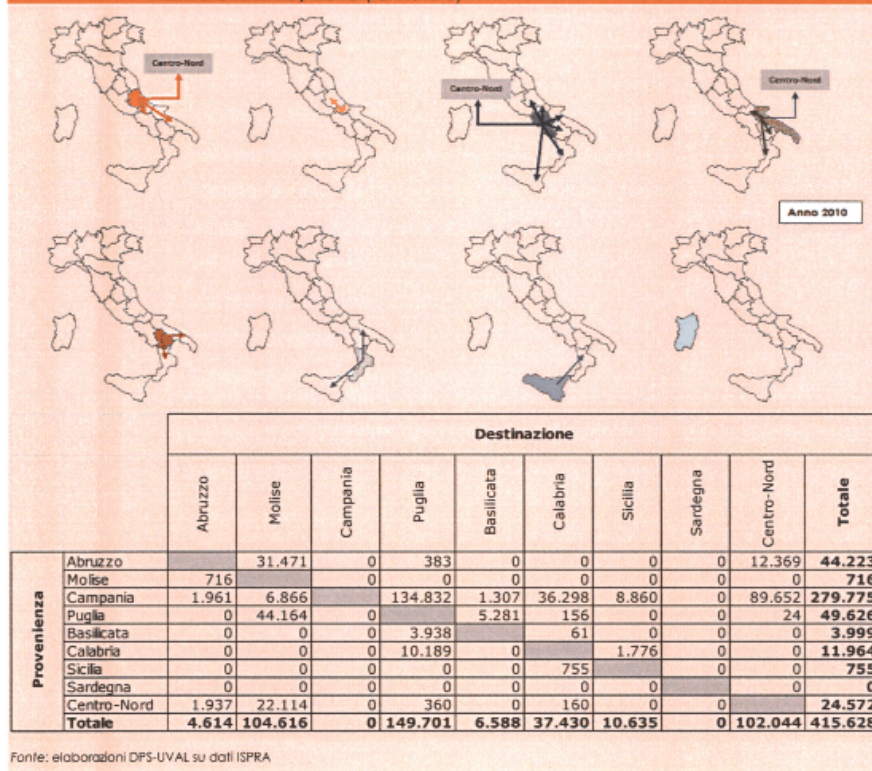 Centro-Nord
Centro-Nord
Centro-Nord
Anno 2010
Destinazione
Provenienza
Abruzzo Molise Campania Puglia Basilicata Calabria Sicilia Sardegna Centro-Nord Totale
Abruzzo 31.471 0 383 0 0 0 0 12.369 44.223
Molise 716 0 0 0 0 0 0 0 716
Campania 1.961 6.866 134.832 1.307 36.298 8.860 0 89.652 279.775
Puglia 0 44.164 0 5.281 156 0 0 24 49.626
Basilicata 0 0 0 3.938 61 0 0 0 3.999
Calabria 0 0 0 10.189 0 1.776 0 0 11.964
Sicilia 0 0 0 0 0 755 0 0 755
Sardegna 0 0 0 0 0 0 0 0 0
Centro-Nord 1.937 22.114 0 360 0 160 0 0 24.572
Totale 4.614 104.616 0 149.701 6.588 37.430 10.635 0 102.044 415.628
Fonte: elaborazioni DPS-UVAL su dati ISPRA